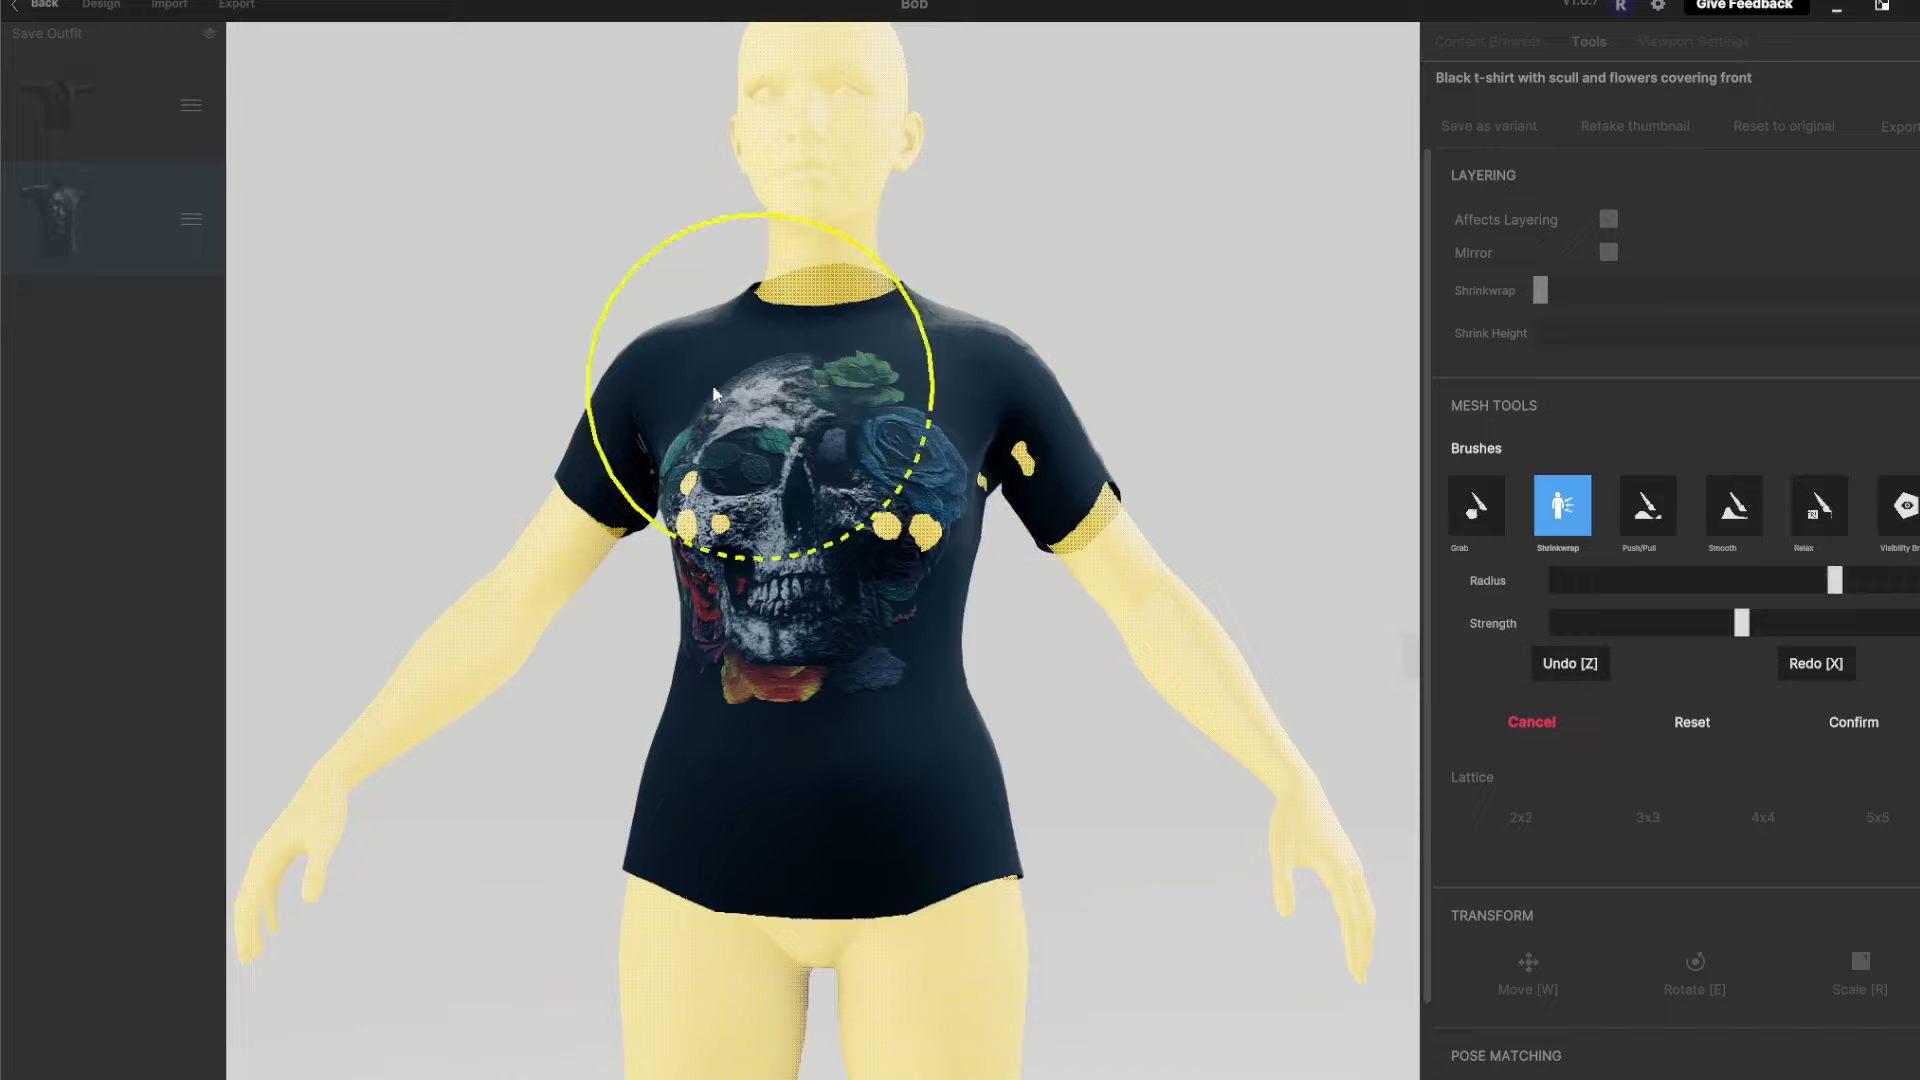 Back Design Import Export
Bob
R Give Feedback
Save Outfit
Content Browser Tools Viewport Settings
Black t-shirt with scull and flowers covering front
Save as variant Retake thumbnail Reset to original Export
LAYERING
Affects Layering
Mirror
Shrinkwrap
Shrink Height
MESH TOOLS
Brushes
Grab Shrinkwrap Push/Pull Smooth Relax Visibility Br
Radius
Strength
Undo [Z] Redo [X]
Cancel Reset Confirm
Lattice
2x2 3x3 4x4 5x5
TRANSFORM
Move [W] Rotate [E] Scale [R]
POSE MATCHING